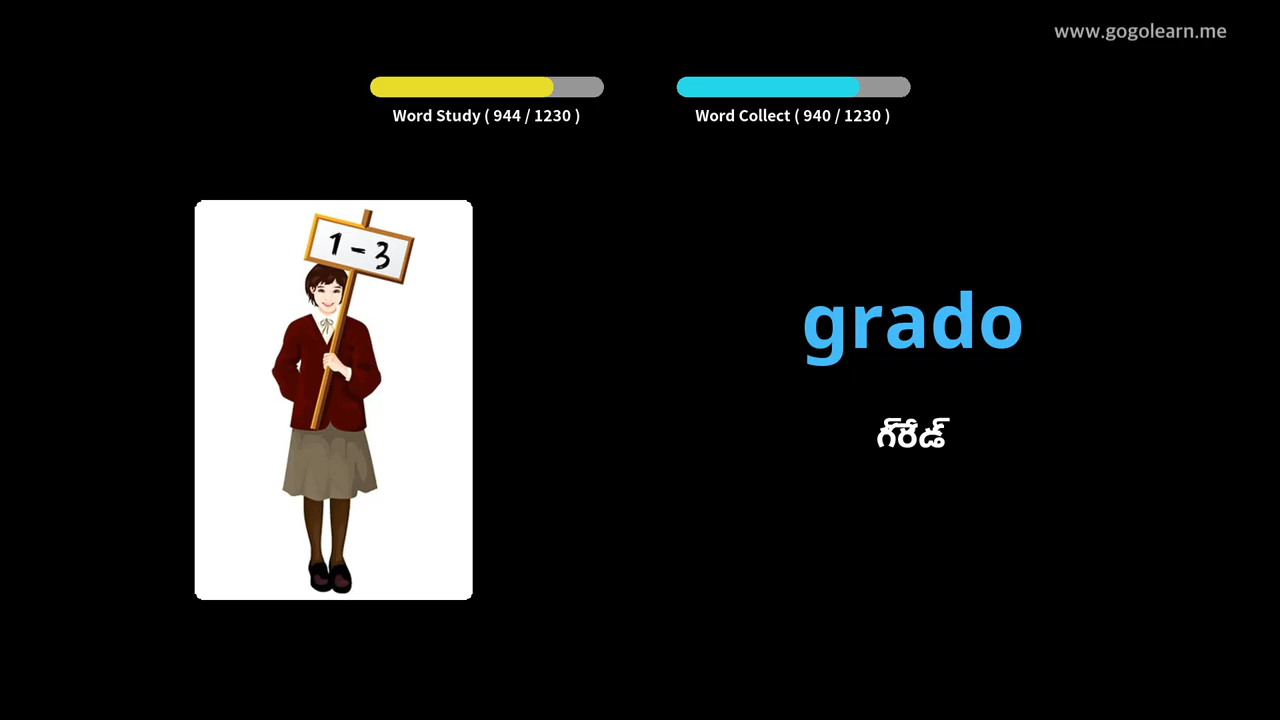 www.gogolearn.me
Word Study ( 944 / 1230 )
Word Collect ( 940 / 1230 )
1 - 3
grado
గ్రేడ్